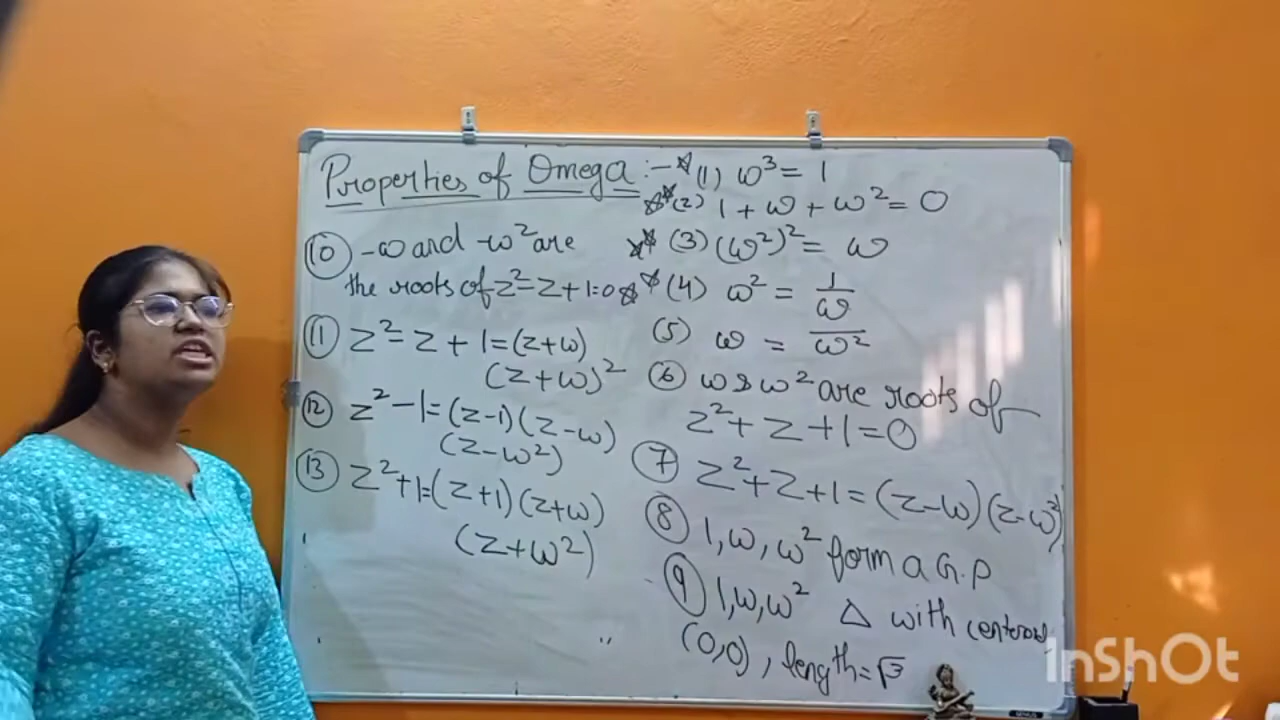 Properties of Omega :- ☆ (1) ω³ = 1
☆☆ (2) 1 + ω + ω² = 0
☆☆ (3) (ω²)² = ω
☆☆ (4) ω² = 1/ω
(5) ω = 1/ω²
⑥ ω & ω² are roots of
z² + z + 1 = 0
⑦ z² + z + 1 = (z-ω)(z-ω²)
⑧ 1, ω, ω² form a G.P
⑨ 1, ω, ω² △ with
(0,0), length = √3
⑩ -ω and -ω² are
the roots of z² - z + 1 = 0
⑪ z² - z + 1 = (z+ω)
(z+ω)²
⑫ z² - 1 = (z-1)(z-ω)
(z-ω²)
⑬ z² + 1 = (z+1)(z+ω)
(z+ω²)
InShOt